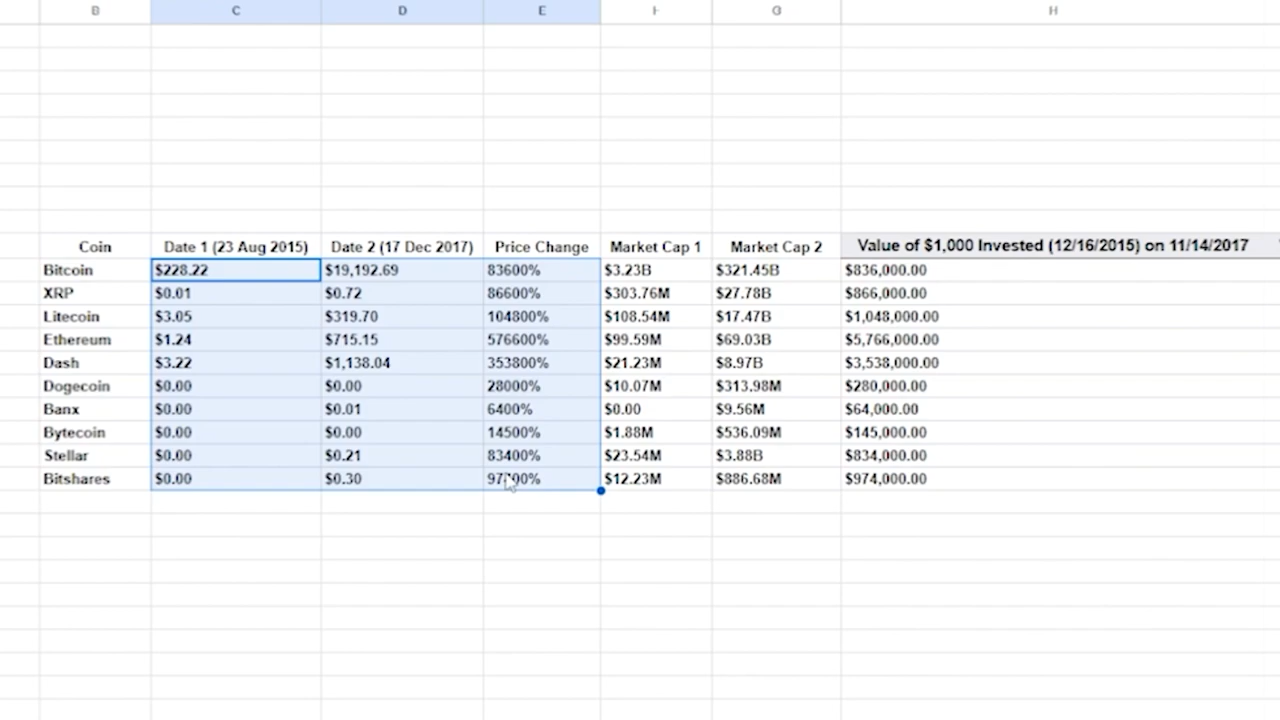 B C D E F G H
Coin Date 1 (23 Aug 2015) Date 2 (17 Dec 2017) Price Change Market Cap 1 Market Cap 2 Value of $1,000 Invested (12/16/2015) on 11/14/2017
Bitcoin $228.22 $19,192.69 83600% $3.23B $321.45B $836,000.00
XRP $0.01 $0.72 86600% $303.76M $27.78B $866,000.00
Litecoin $3.05 $319.70 104800% $108.54M $17.47B $1,048,000.00
Ethereum $1.24 $715.15 576600% $99.59M $69.03B $5,766,000.00
Dash $3.22 $1,138.04 353800% $21.23M $8.97B $3,538,000.00
Dogecoin $0.00 $0.00 28000% $10.07M $313.98M $280,000.00
Banx $0.00 $0.01 6400% $0.00 $9.56M $64,000.00
Bytecoin $0.00 $0.00 14500% $1.88M $536.09M $145,000.00
Stellar $0.00 $0.21 83400% $23.54M $3.88B $834,000.00
Bitshares $0.00 $0.30 $12.23M $886.68M $974,000.00